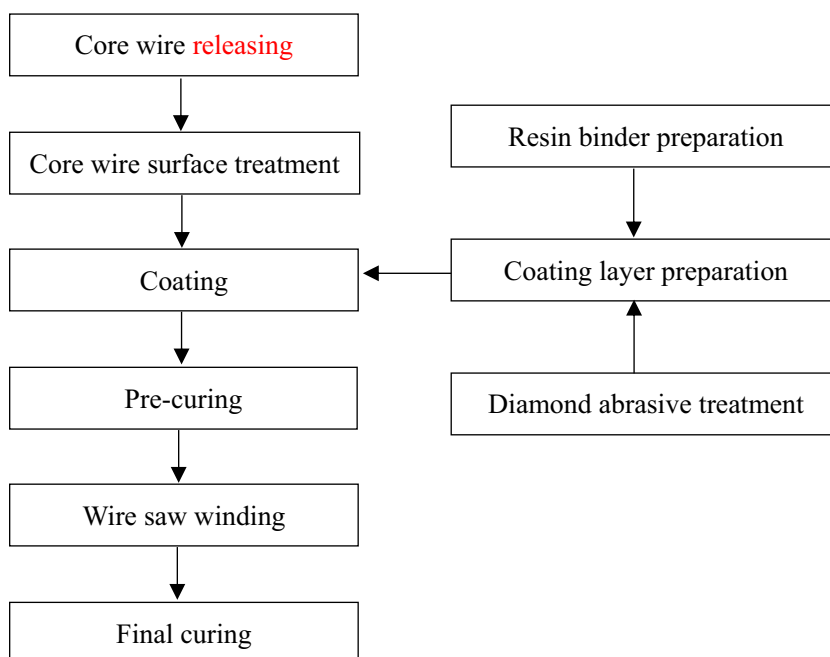 Core wire releasing
Core wire surface treatment
Coating
Pre-curing
Wire saw winding
Final curing
Resin binder preparation
Coating layer preparation
Diamond abrasive treatment